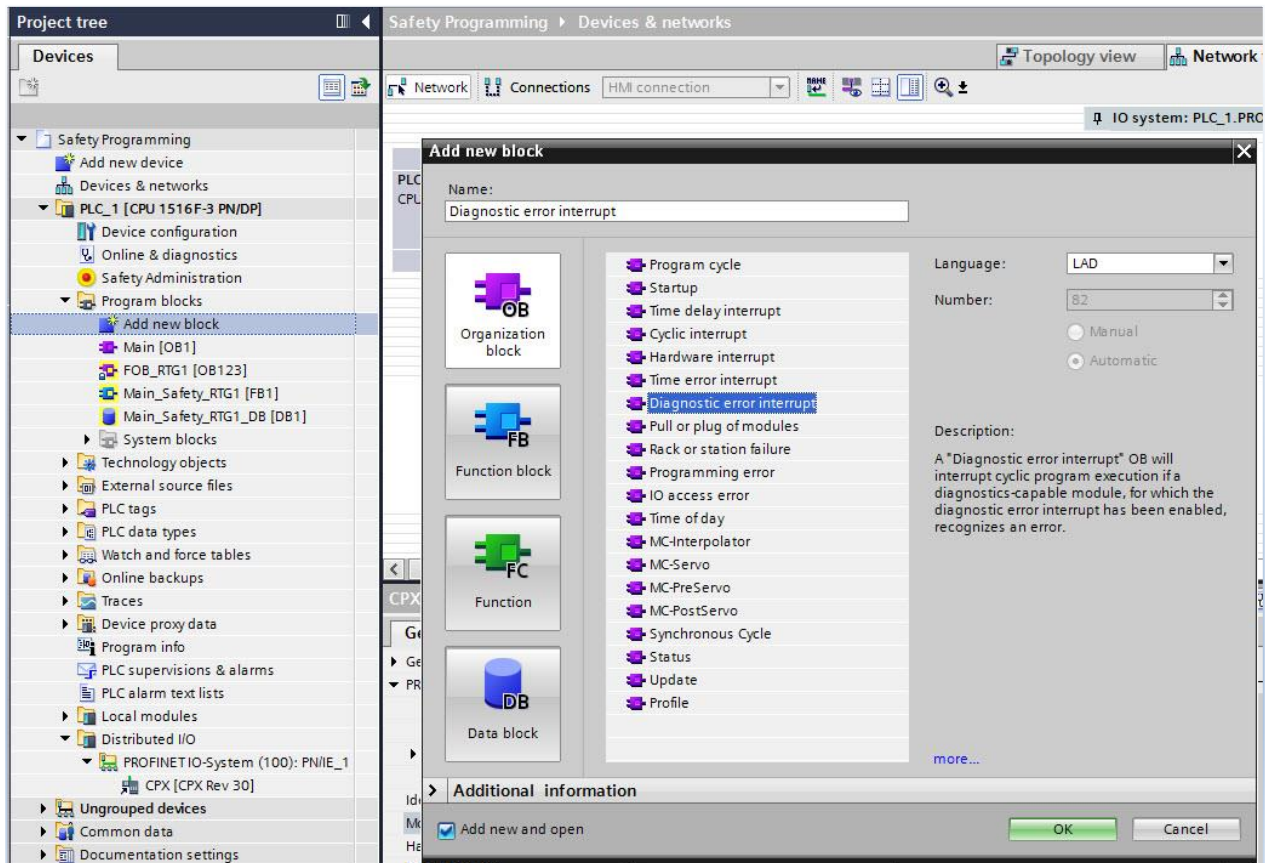 Project tree
Safety Programming ▸ Devices & networks
Devices
Topology view
Network
Network
Connections
HMI connection
IO system: PLC_1.PRO
Safety Programming
Add new device
Devices & networks
PLC_1 [CPU 1516F-3 PN/DP]
Device configuration
Online & diagnostics
Safety Administration
Program blocks
Add new block
Main [OB1]
FOB_RTG1 [OB123]
Main_Safety_RTG1 [FB1]
Main_Safety_RTG1_DB [DB1]
System blocks
Technology objects
External source files
PLC tags
PLC data types
Watch and force tables
Online backups
Traces
Device proxy data
Program info
PLC supervisions & alarms
PLC alarm text lists
Local modules
Distributed I/O
PROFINET IO-System (100): PN/IE_1
CPX [CPX Rev 30]
Ungrouped devices
Common data
Documentation settings
PLC
CPU
CPX
Ge
Ge
PR
Ide
Mo
Ha
Add new block
Name:
Diagnostic error interrupt
OB
Organization
block
FB
Function block
FC
Function
DB
Data block
Program cycle
Startup
Time delay interrupt
Cyclic interrupt
Hardware interrupt
Time error interrupt
Diagnostic error interrupt
Pull or plug of modules
Rack or station failure
Programming error
IO access error
Time of day
MC-Interpolator
MC-Servo
MC-PreServo
MC-PostServo
Synchronous Cycle
Status
Update
Profile
Language:
LAD
Number:
82
Manual
Automatic
Description:
A "Diagnostic error interrupt" OB will
interrupt cyclic program execution if a
diagnostics-capable module, for which the
diagnostic error interrupt has been enabled,
recognizes an error.
more...
Additional information
Add new and open
OK
Cancel